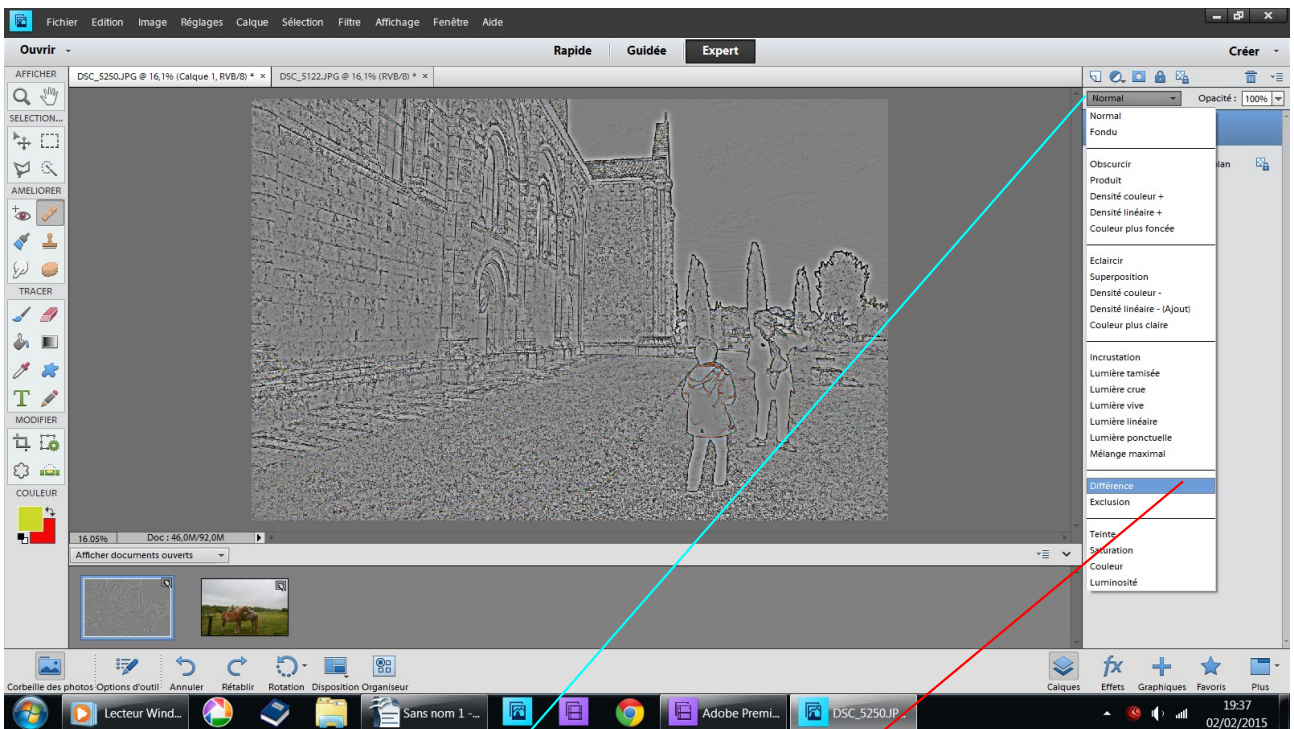 Fichier Edition Image Réglages Calque Sélection Filtre Affichage Fenêtre Aide
Ouvrir Rapide Guidée Expert Créer
AFFICHER
DSC_5250.JPG @ 16,1% (Calque 1, RVB/8) * × DSC_5122.JPG @ 16,1% (RVB/8) * ×
Normal Opacité : 100%
SELECTION...
Normal
Fondu
Obscurcir
lan
Produit
AMELIORER
Densité couleur +
Densité linéaire +
Couleur plus foncée
Eclaircir
Superposition
TRACER
Densité couleur -
Densité linéaire - (Ajout)
Couleur plus claire
Incrustation
Lumière tamisée
Lumière crue
T
Lumière vive
MODIFIER
Lumière linéaire
Lumière ponctuelle
Mélange maximal
COULEUR
Différence
Exclusion
Teinte
16.05% Doc : 46,0M/92,0M
Afficher documents ouverts
Saturation
Couleur
Luminosité
fx
Corbeille des photos Options d'outil Annuler Rétablir Rotation Disposition Organiseur Calques Effets Graphiques Favoris Plus
Lecteur Wind... Sans nom 1 -... Adobe Premi... DSC_5250.JP...
19:37
02/02/2015